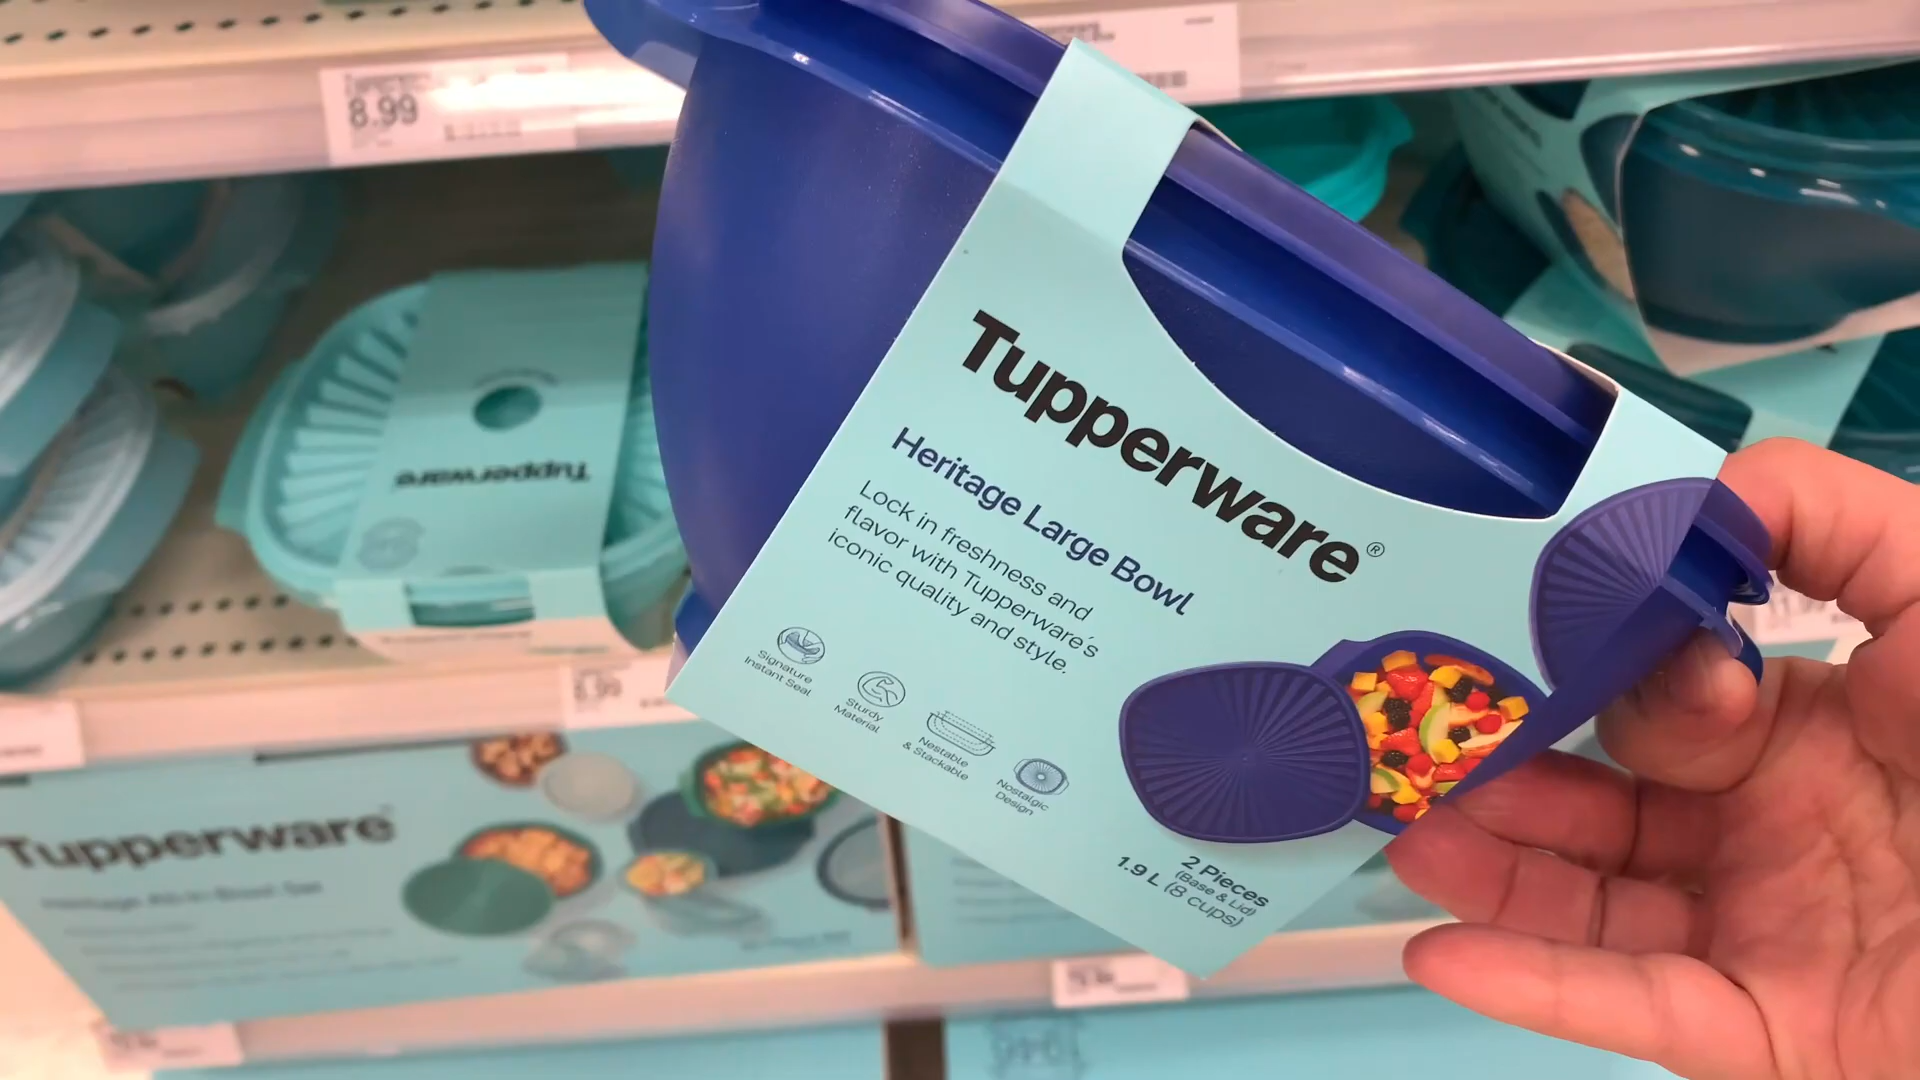 8.99
Tupperware
Tupperware®
Heritage Large Bowl
Lock in freshness and
flavor with Tupperware's
iconic quality and style.
Signature
Instant Seal
Sturdy
Material
Nestable
& Stackable
Nostalgic
Design
2 Pieces
(Base & Lid)
1.9 L (8 cups)
Tupperware